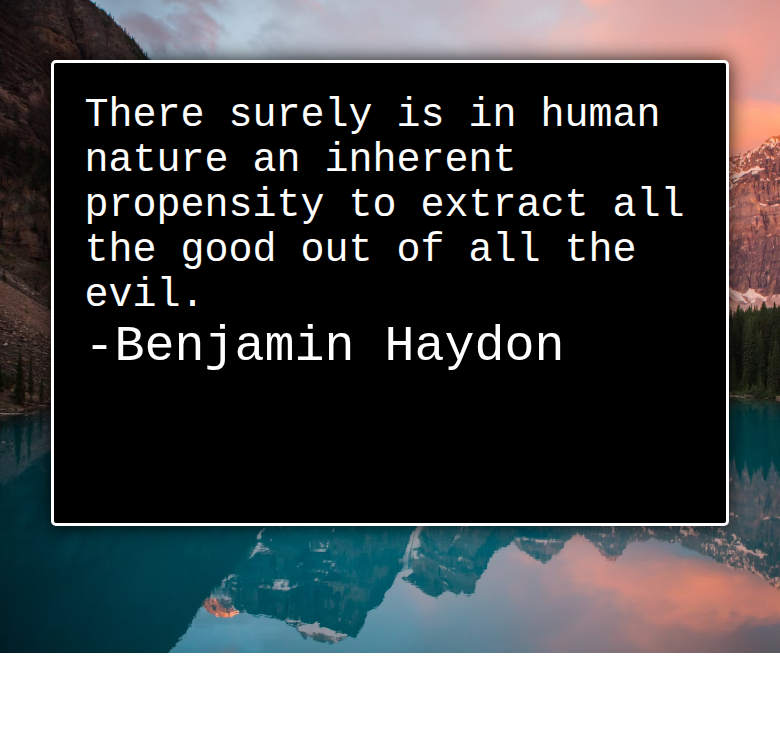 There surely is in human
nature an inherent
propensity to extract all
the good out of all the
evil.
-Benjamin Haydon